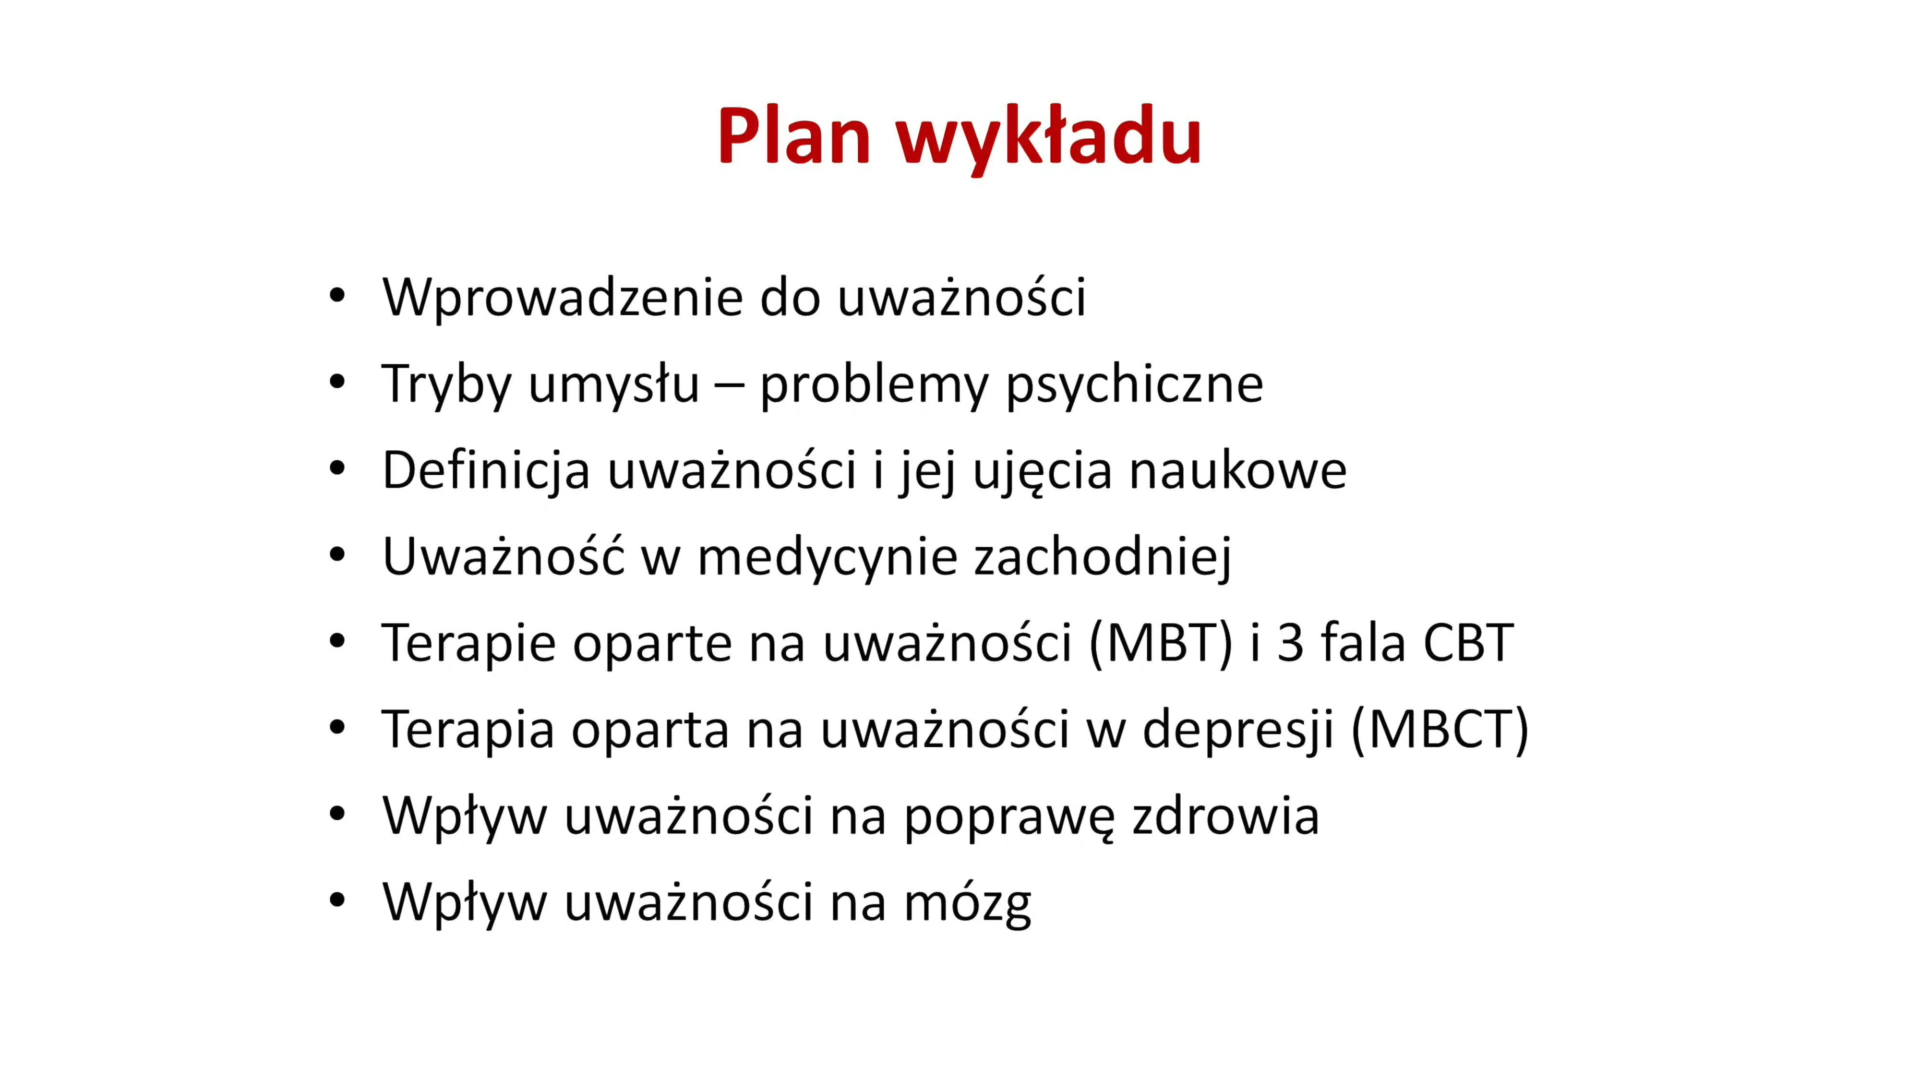 Plan wykładu
• Wprowadzenie do uważności
• Tryby umysłu – problemy psychiczne
• Definicja uważności i jej ujęcia naukowe
• Uważność w medycynie zachodniej
• Terapie oparte na uważności (MBT) i 3 fala CBT
• Terapia oparta na uważności w depresji (MBCT)
• Wpływ uważności na poprawę zdrowia
• Wpływ uważności na mózg